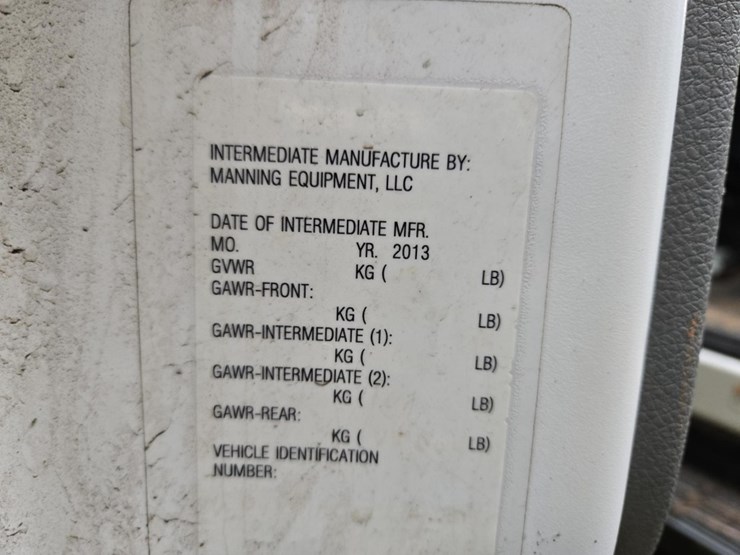 INTERMEDIATE MANUFACTURE BY:
MANNING EQUIPMENT, LLC
DATE OF INTERMEDIATE MFR.
MO. YR. 2013
GVWR KG ( LB)
GAWR-FRONT:
KG ( LB)
GAWR-INTERMEDIATE (1):
KG ( LB)
GAWR-INTERMEDIATE (2):
KG ( LB)
GAWR-REAR:
KG ( LB)
VEHICLE IDENTIFICATION
NUMBER: